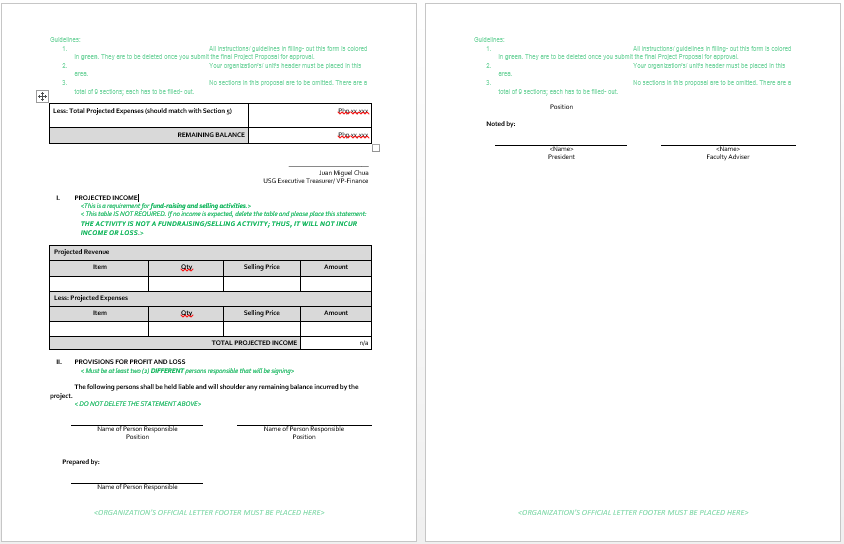 Guidelines:
1. All instructions/ guidelines in filling- out this form is colored
in green. They are to be deleted once you submit the final Project Proposal for approval.
2. Your organization's/ unit's header must be placed in this
area.
3. No sections in this proposal are to be omitted. There are a
total of 9 sections; each has to be filled- out.
Less: Total Projected Expenses (should match with Section 5) Php xx,xxx
REMAINING BALANCE Php xx,xxx
Juan Miguel Chua
USG Executive Treasurer/ VP-Finance
I. PROJECTED INCOME
<This is a requirement for fund-raising and selling activities.>
< This table IS NOT REQUIRED. If no income is expected, delete the table and please place this statement:
THE ACTIVITY IS NOT A FUNDRAISING/SELLING ACTIVITY; THUS, IT WILL NOT INCUR
INCOME OR LOSS.>
Projected Revenue
Item Qty. Selling Price Amount
Less: Projected Expenses
Item Qty. Selling Price Amount
TOTAL PROJECTED INCOME n/a
II. PROVISIONS FOR PROFIT AND LOSS
< Must be at least two (2) DIFFERENT persons responsible that will be signing>
The following persons shall be held liable and will shoulder any remaining balance incurred by the
project.
< DO NOT DELETE THE STATEMENT ABOVE>
Name of Person Responsible Name of Person Responsible
Position Position
Prepared by:
Name of Person Responsible
<ORGANIZATION'S OFFICIAL LETTER FOOTER MUST BE PLACED HERE>
Guidelines:
1. All instructions/ guidelines in filling- out this form is colored
in green. They are to be deleted once you submit the final Project Proposal for approval.
2. Your organization's/ unit's header must be placed in this
area.
3. No sections in this proposal are to be omitted. There are a
total of 9 sections; each has to be filled- out.
Position
Noted by:
<Name> <Name>
President Faculty Adviser
<ORGANIZATION'S OFFICIAL LETTER FOOTER MUST BE PLACED HERE>